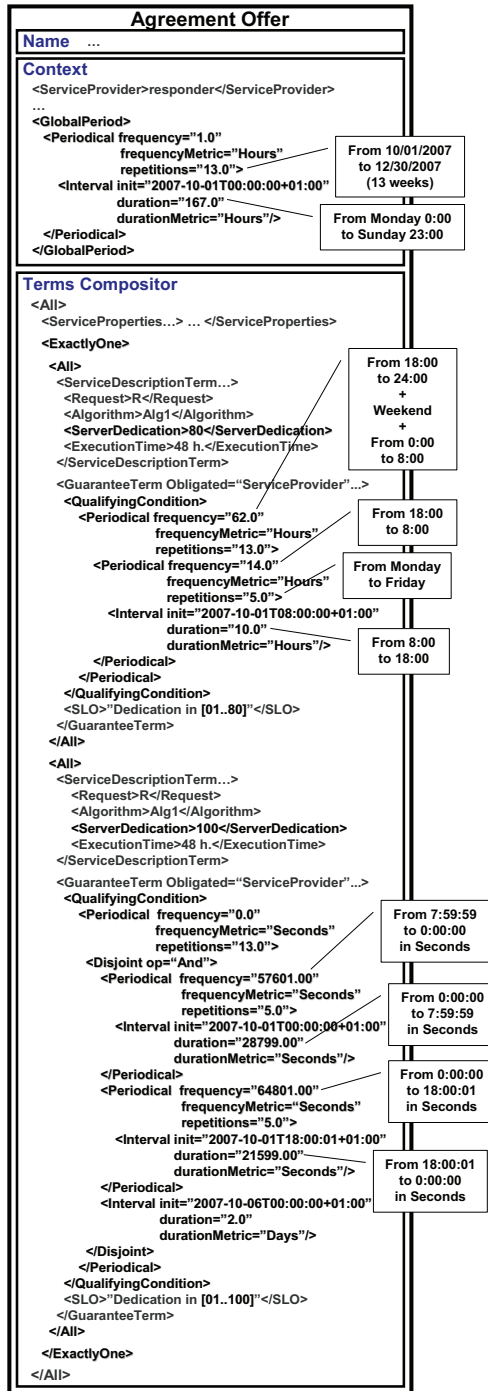 Agreement Offer
Name ...
Context
<ServiceProvider>responder</ServiceProvider>
...
<GlobalPeriod>
<Periodical frequency="1.0"
frequencyMetric="Hours"
repetitions="13.0">
<Interval init="2007-10-01T00:00:00+01:00"
duration="167.0"
durationMetric="Hours"/>
</Periodical>
</GlobalPeriod>
From 10/01/2007
to 12/30/2007
(13 weeks)
From Monday 0:00
to Sunday 23:00
Terms Compositor
<All>
<ServiceProperties...> ... </ServiceProperties>
<ExactlyOne>
<All>
<ServiceDescriptionTerm...>
<Request>R</Request>
<Algorithm>Alg1</Algorithm>
<ServerDedication>80</ServerDedication>
<ExecutionTime>48 h.</ExecutionTime>
</ServiceDescriptionTerm>
<GuaranteeTerm Obligated="ServiceProvider"...>
<QualifyingCondition>
<Periodical frequency="62.0"
frequencyMetric="Hours"
repetitions="13.0">
<Periodical frequency="14.0"
frequencyMetric="Hours"
repetitions="5.0">
<Interval init="2007-10-01T08:00:00+01:00"
duration="10.0"
durationMetric="Hours"/>
</Periodical>
</Periodical>
</QualifyingCondition>
<SLO>"Dedication in [01..80]"</SLO>
</GuaranteeTerm>
</All>
From 18:00
to 24:00
+
Weekend
+
From 0:00
to 8:00
From 18:00
to 8:00
From Monday
to Friday
From 8:00
to 18:00
<All>
<ServiceDescriptionTerm...>
<Request>R</Request>
<Algorithm>Alg1</Algorithm>
<ServerDedication>100</ServerDedication>
<ExecutionTime>48 h.</ExecutionTime>
</ServiceDescriptionTerm>
<GuaranteeTerm Obligated="ServiceProvider"...>
<QualifyingCondition>
<Periodical frequency="0.0"
frequencyMetric="Seconds"
repetitions="13.0">
<Disjoint op="And">
<Periodical frequency="57601.00"
frequencyMetric="Seconds"
repetitions="5.0">
<Interval init="2007-10-01T00:00:00+01:00"
duration="28799.00"
durationMetric="Seconds"/>
</Periodical>
<Periodical frequency="64801.00"
frequencyMetric="Seconds"
repetitions="5.0">
<Interval init="2007-10-01T18:00:01+01:00"
duration="21599.00"
durationMetric="Seconds"/>
</Periodical>
<Interval init="2007-10-06T00:00:00+01:00"
duration="2.0"
durationMetric="Days"/>
</Disjoint>
</Periodical>
</QualifyingCondition>
<SLO>"Dedication in [01..100]"</SLO>
</GuaranteeTerm>
</All>
</ExactlyOne>
</All>
From 7:59:59
to 0:00:00
in Seconds
From 0:00:00
to 7:59:59
in Seconds
From 0:00:00
to 18:00:01
in Seconds
From 18:00:01
to 0:00:00
in Seconds